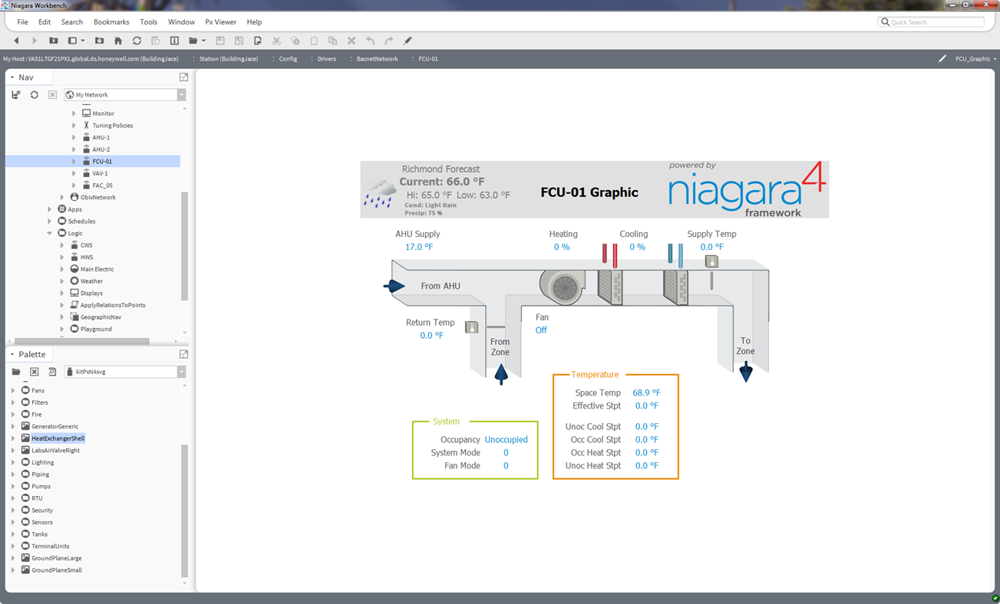 Niagara Workbench
File Edit Search Bookmarks Tools Window Px Viewer Help
Quick Search
My Host : VA51LTGF21PX1.global.ds.honeywell.com (BuildingJace) : Station (BuildingJace) : Config : Drivers : BacnetNetwork : FCU-01
FCU_Graphic
Nav
My Network
Monitor
Tuning Policies
AHU-1
AHU-2
FCU-01
VAV-1
FAC_05
ObixNetwork
Apps
Schedules
Logic
CWS
HWS
Main Electric
Weather
Displays
ApplyRelationsToPoints
GeographicNav
Playground
Palette
kitPxN4svg
Fans
Filters
Fire
GeneratorGeneric
HeatExchangerShell
LabsAirValveRight
Lighting
Piping
Pumps
RTU
Security
Sensors
Tanks
TerminalUnits
GroundPlaneLarge
GroundPlaneSmall
Richmond Forecast
Current: 66.0 °F
Hi: 65.0 °F Low: 63.0 °F
Cond: Light Rain
Precip: 75 %
FCU-01 Graphic
powered by
niagara 4
framework
AHU Supply
17.0 °F
Heating
0 %
Cooling
0 %
Supply Temp
0.0 °F
From AHU
Return Temp
0.0 °F
Fan
Off
From
Zone
To
Zone
Temperature
Space Temp 68.9 °F
Effective Stpt 0.0 °F
Unoc Cool Stpt 0.0 °F
Occ Cool Stpt 0.0 °F
Occ Heat Stpt 0.0 °F
Unoc Heat Stpt 0.0 °F
System
Occupancy Unoccupied
System Mode 0
Fan Mode 0